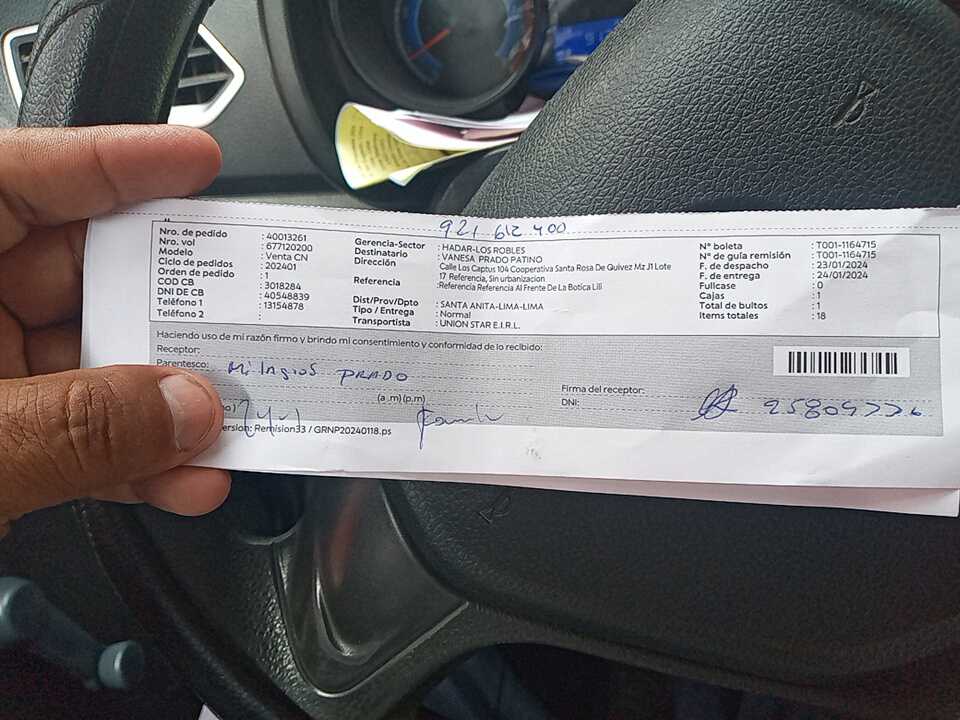 921 612 400
Nro. de pedido : 40013261
Nro. vol : 677120200
Modelo : Venta CN
Ciclo de pedidos : 202401
Orden de pedido : 1
COD CB : 3018284
DNI DE CB : 40548839
Teléfono 1 : 13154878
Teléfono 2 :
Gerencia-Sector : HADAR-LOS ROBLES
Destinatario : VANESA PRADO PATINO
Dirección : Calle Los Captus 104 Cooperativa Santa Rosa De Quivez Mz J1 Lote
17 Referencia, Sin urbanizacion
Referencia :Referencia Referencia Al Frente De La Botica Lili
Dist/Prov/Dpto : SANTA ANITA-LIMA-LIMA
Tipo / Entrega : Normal
Transportista : UNION STAR E.I.R.L.
N° boleta : T001-1164715
N° de guía remisión : T001-1164715
F. de despacho : 23/01/2024
F. de entrega : 24/01/2024
Fullcase : 0
Cajas : 1
Total de bultos : 1
Items totales : 18
Haciendo uso de mi razón firmo y brindo mi consentimiento y conformidad de lo recibido:
Receptor:
Parentesco: Milagros PRADO
(a .m) (p.m)
Firma del receptor:
DNI: 25809776
ersion: Remision33 / GRNP20240118.ps